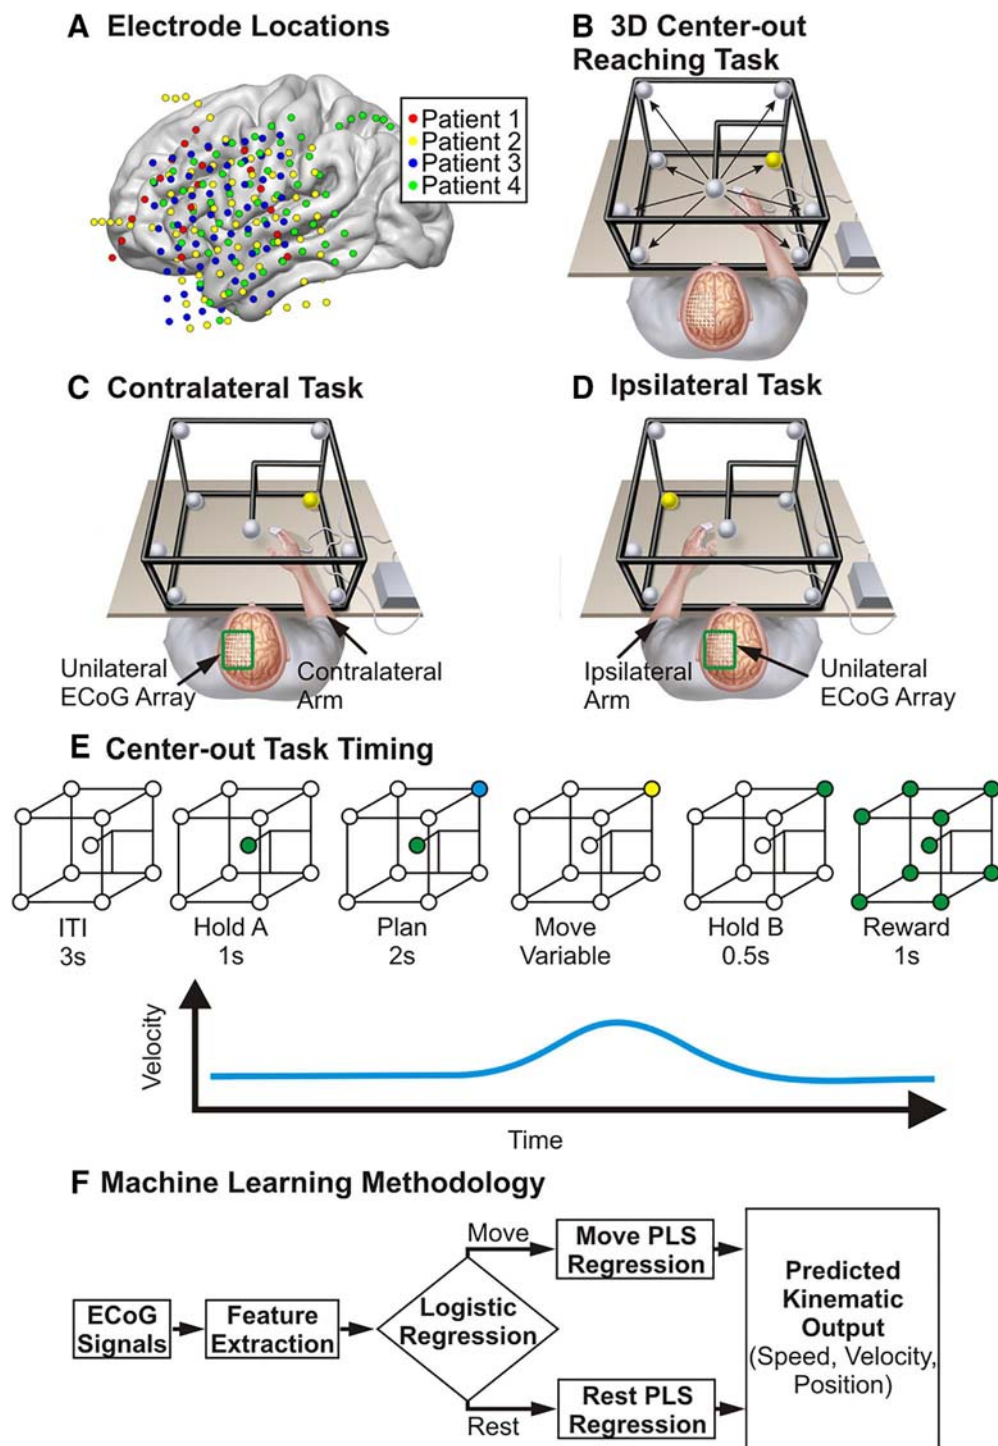 A Electrode Locations
Patient 1
Patient 2
Patient 3
Patient 4
B 3D Center-out
Reaching Task
C Contralateral Task
Unilateral
ECoG Array
Contralateral
Arm
D Ipsilateral Task
Ipsilateral
Arm
Unilateral
ECoG Array
E Center-out Task Timing
ITI
3s
Hold A
1s
Plan
2s
Move
Variable
Hold B
0.5s
Reward
1s
Velocity
Time
F Machine Learning Methodology
ECoG
Signals
Feature
Extraction
Logistic
Regression
Move
Move PLS
Regression
Rest
Rest PLS
Regression
Predicted
Kinematic
Output
(Speed, Velocity,
Position)